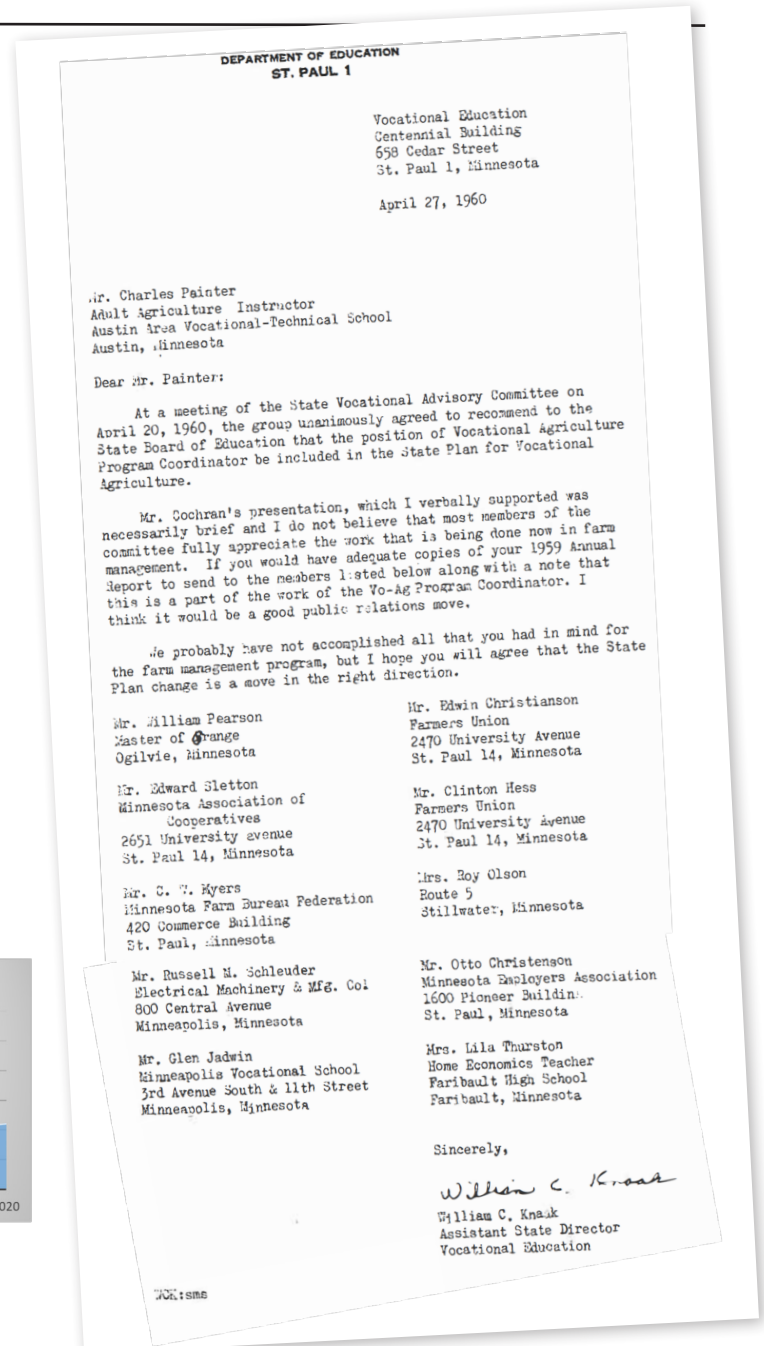 DEPARTMENT OF EDUCATION
ST. PAUL 1
Vocational Education
Centennial Building
658 Cedar Street
St. Paul 1, Minnesota
April 27, 1960
Mr. Charles Painter
Adult Agriculture Instructor
Austin Area Vocational-Technical School
Austin, Minnesota
Dear Mr. Painter:
At a meeting of the State Vocational Advisory Committee on
April 20, 1960, the group unanimously agreed to recommend to the
State Board of Education that the position of Vocational Agriculture
Program Coordinator be included in the State Plan for Vocational
Agriculture.
Mr. Cochran's presentation, which I verbally supported was
necessarily brief and I do not believe that most members of the
committee fully appreciate the work that is being done now in farm
management. If you would have adequate copies of your 1959 Annual
Report to send to the members listed below along with a note that
this is a part of the work of the Vo-Ag Program Coordinator. I
think it would be a good public relations move.
We probably have not accomplished all that you had in mind for
the farm management program, but I hope you will agree that the State
Plan change is a move in the right direction.
Mr. William Pearson
Master of Grange
Ogilvie, Minnesota
Mr. Edward Sletton
Minnesota Association of
Cooperatives
2651 University avenue
St. Paul 14, Minnesota
Mr. C. Myers
Minnesota Farm Bureau Federation
420 Commerce Building
St. Paul, Minnesota
Mr. Russell M. Schleuder
Electrical Machinery & Mfg. Col
800 Central Avenue
Minneapolis, Minnesota
Mr. Glen Jadwin
Minneapolis Vocational School
3rd Avenue South & 11th Street
Minneapolis, Minnesota
Mr. Edwin Christianson
Farmers Union
2470 University Avenue
St. Paul 14, Minnesota
Mr. Clinton Hess
Farmers Union
2470 University Avenue
St. Paul 14, Minnesota
Mrs. Roy Olson
Route 5
Stillwater, Minnesota
Mr. Otto Christenson
Minnesota Employers Association
1600 Pioneer Building
St. Paul, Minnesota
Mrs. Lila Thurston
Home Economics Teacher
Faribault High School
Faribault, Minnesota
Sincerely,
William C. Knaak
William C. Knaak
Assistant State Director
Vocational Education
WCK:sms
020